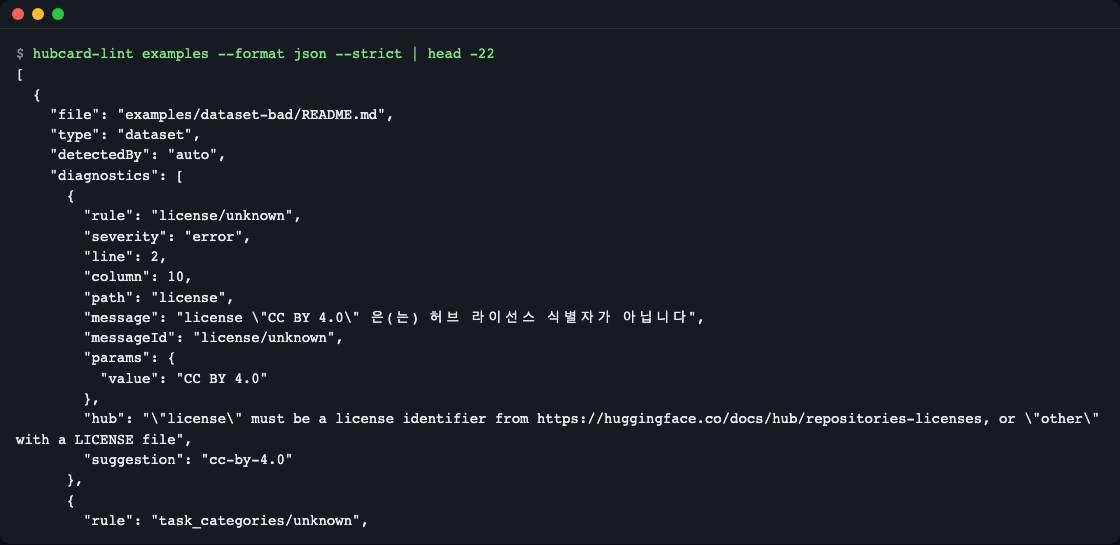 $ hubcard-lint examples --format json --strict | head -22
[
  {
    "file": "examples/dataset-bad/README.md",
    "type": "dataset",
    "detectedBy": "auto",
    "diagnostics": [
      {
        "rule": "license/unknown",
        "severity": "error",
        "line": 2,
        "column": 10,
        "path": "license",
        "message": "license \"CC BY 4.0\" 은(는) 허브 라이선스 식별자가 아닙니다",
        "messageId": "license/unknown",
        "params": {
          "value": "CC BY 4.0"
        },
        "hub": "\"license\" must be a license identifier from https://huggingface.co/docs/hub/repositories-licenses, or \"other\"
with a LICENSE file",
        "suggestion": "cc-by-4.0"
      },
      {
        "rule": "task_categories/unknown",